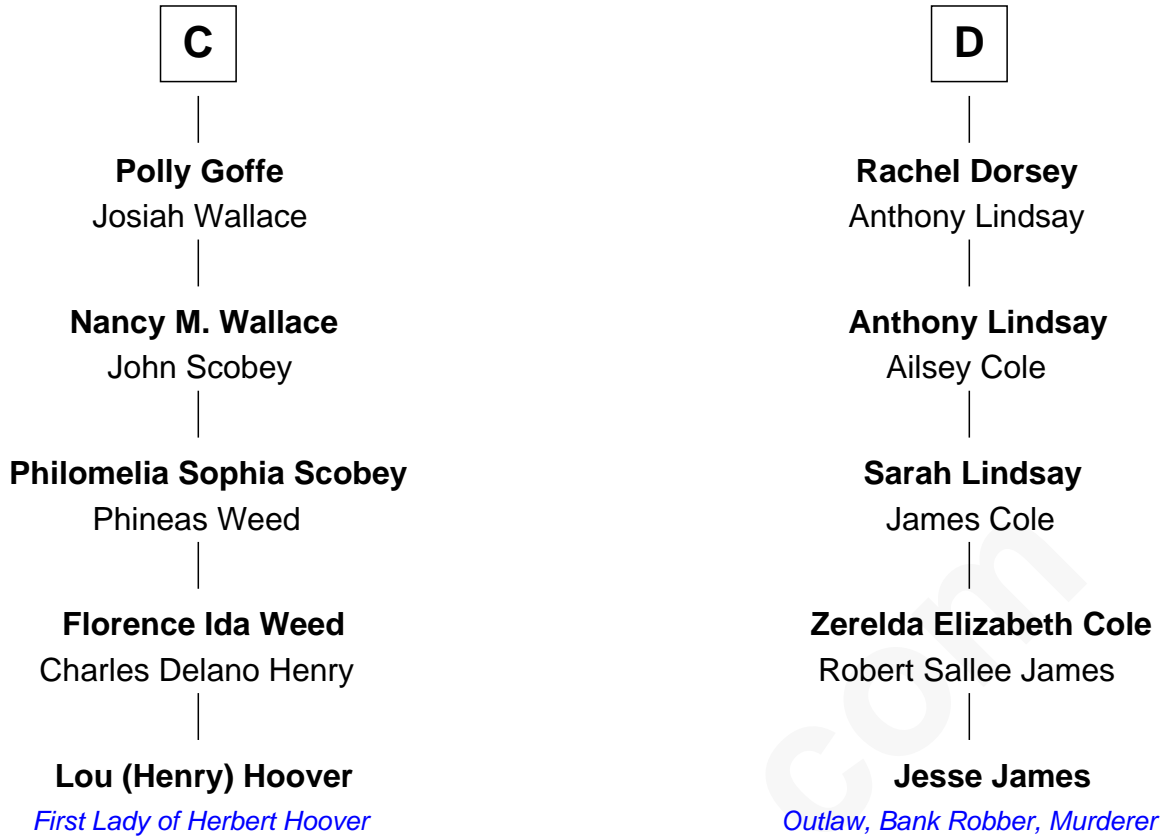 C
Polly Goffe
Josiah Wallace
Nancy M. Wallace
John Scobey
Philomelia Sophia Scobey
Phineas Weed
Florence Ida Weed
Charles Delano Henry
Lou (Henry) Hoover
First Lady of Herbert Hoover
D
Rachel Dorsey
Anthony Lindsay
Anthony Lindsay
Ailsey Cole
Sarah Lindsay
James Cole
Zerelda Elizabeth Cole
Robert Sallee James
Jesse James
Outlaw, Bank Robber, Murderer
com